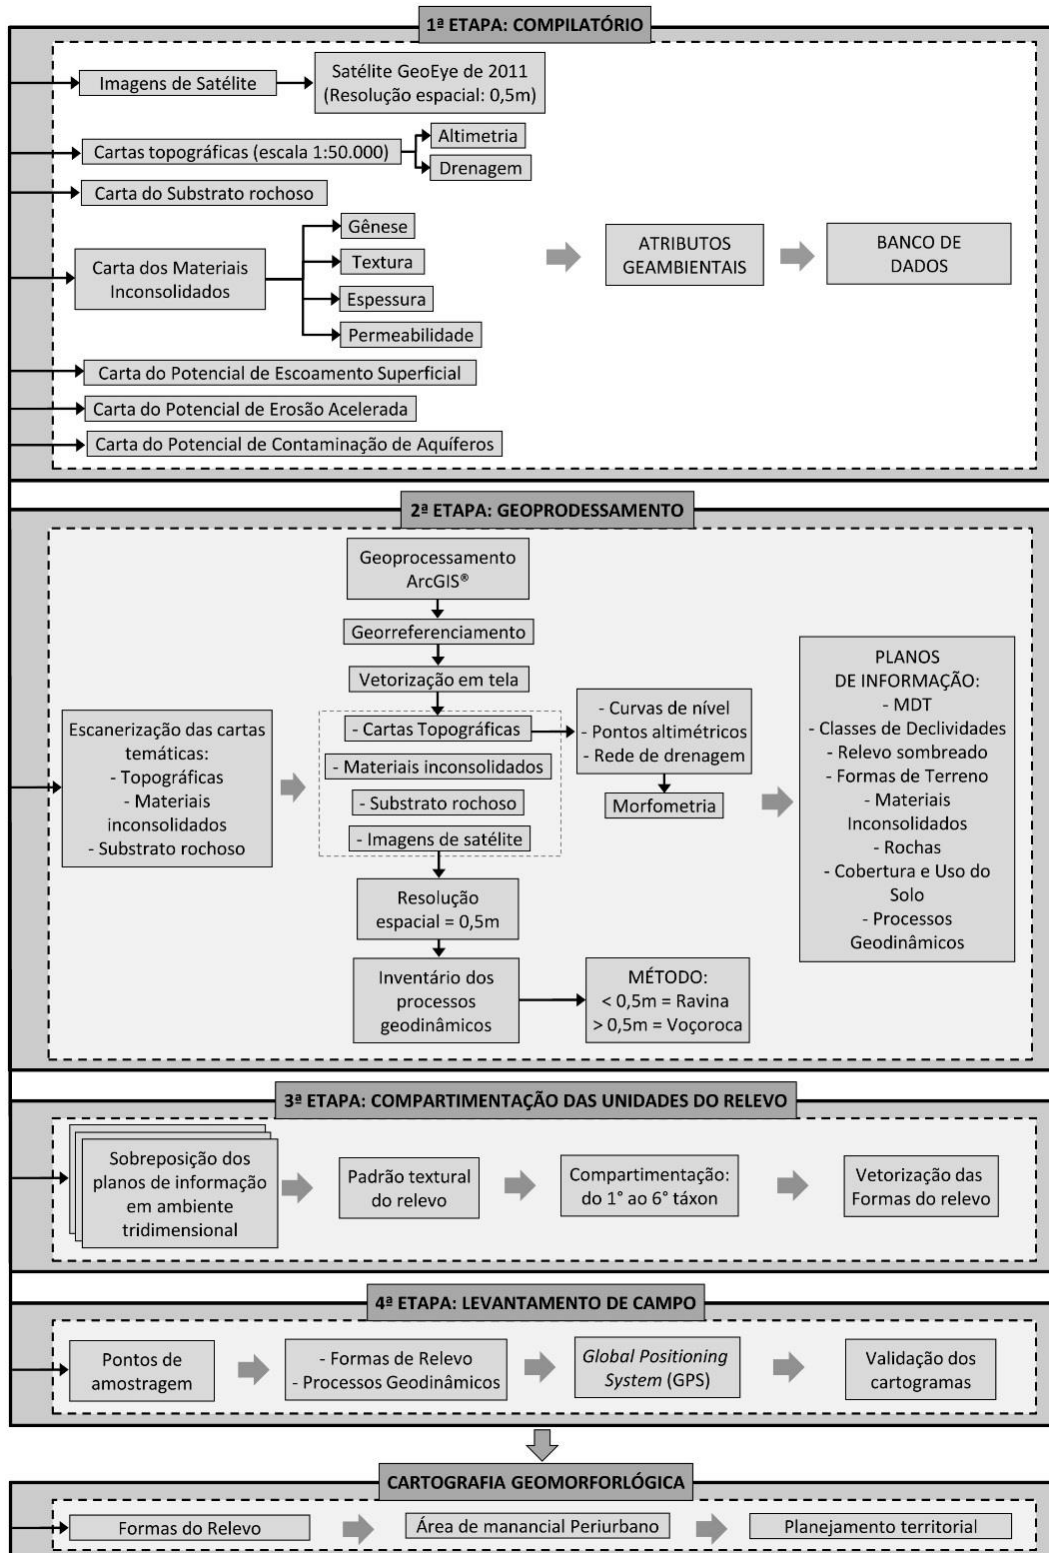 1ª ETAPA: COMPILATÓRIO
Imagens de Satélite
Satélite GeoEye de 2011
(Resolução espacial: 0,5m)
Cartas topográficas (escala 1:50.000)
Altimetria
Drenagem
Carta do Substrato rochoso
Carta dos Materiais
Inconsolidados
Gênese
Textura
Espessura
Permeabilidade
ATRIBUTOS
GEAMBIENTAIS
BANCO DE
DADOS
Carta do Potencial de Escoamento Superficial
Carta do Potencial de Erosão Acelerada
Carta do Potencial de Contaminação de Aquíferos
2ª ETAPA: GEOPRODESSAMENTO
Escanerização das cartas
temáticas:
- Topográficas
- Materiais
inconsolidados
- Substrato rochoso
Geoprocessamento
ArcGIS®
Georreferenciamento
Vetorização em tela
- Cartas Topográficas
- Materiais inconsolidados
- Substrato rochoso
- Imagens de satélite
Resolução
espacial = 0,5m
Inventário dos
processos
geodinâmicos
- Curvas de nível
- Pontos altimétricos
- Rede de drenagem
Morfometria
MÉTODO:
< 0,5m = Ravina
> 0,5m = Voçoroca
PLANOS
DE INFORMAÇÃO:
- MDT
- Classes de Declividades
- Relevo sombreado
- Formas de Terreno
- Materiais
Inconsolidados
- Rochas
- Cobertura e Uso do
Solo
- Processos
Geodinâmicos
3ª ETAPA: COMPARTIMENTAÇÃO DAS UNIDADES DO RELEVO
Sobreposição dos
planos de informação
em ambiente
tridimensional
Padrão textural
do relevo
Compartimentação:
do 1° ao 6° táxon
Vetorização das
Formas do relevo
4ª ETAPA: LEVANTAMENTO DE CAMPO
Pontos de
amostragem
- Formas de Relevo
- Processos Geodinâmicos
Global Positioning
System (GPS)
Validação dos
cartogramas
CARTOGRAFIA GEOMORFORLÓGICA
Formas do Relevo
Área de manancial Periurbano
Planejamento territorial